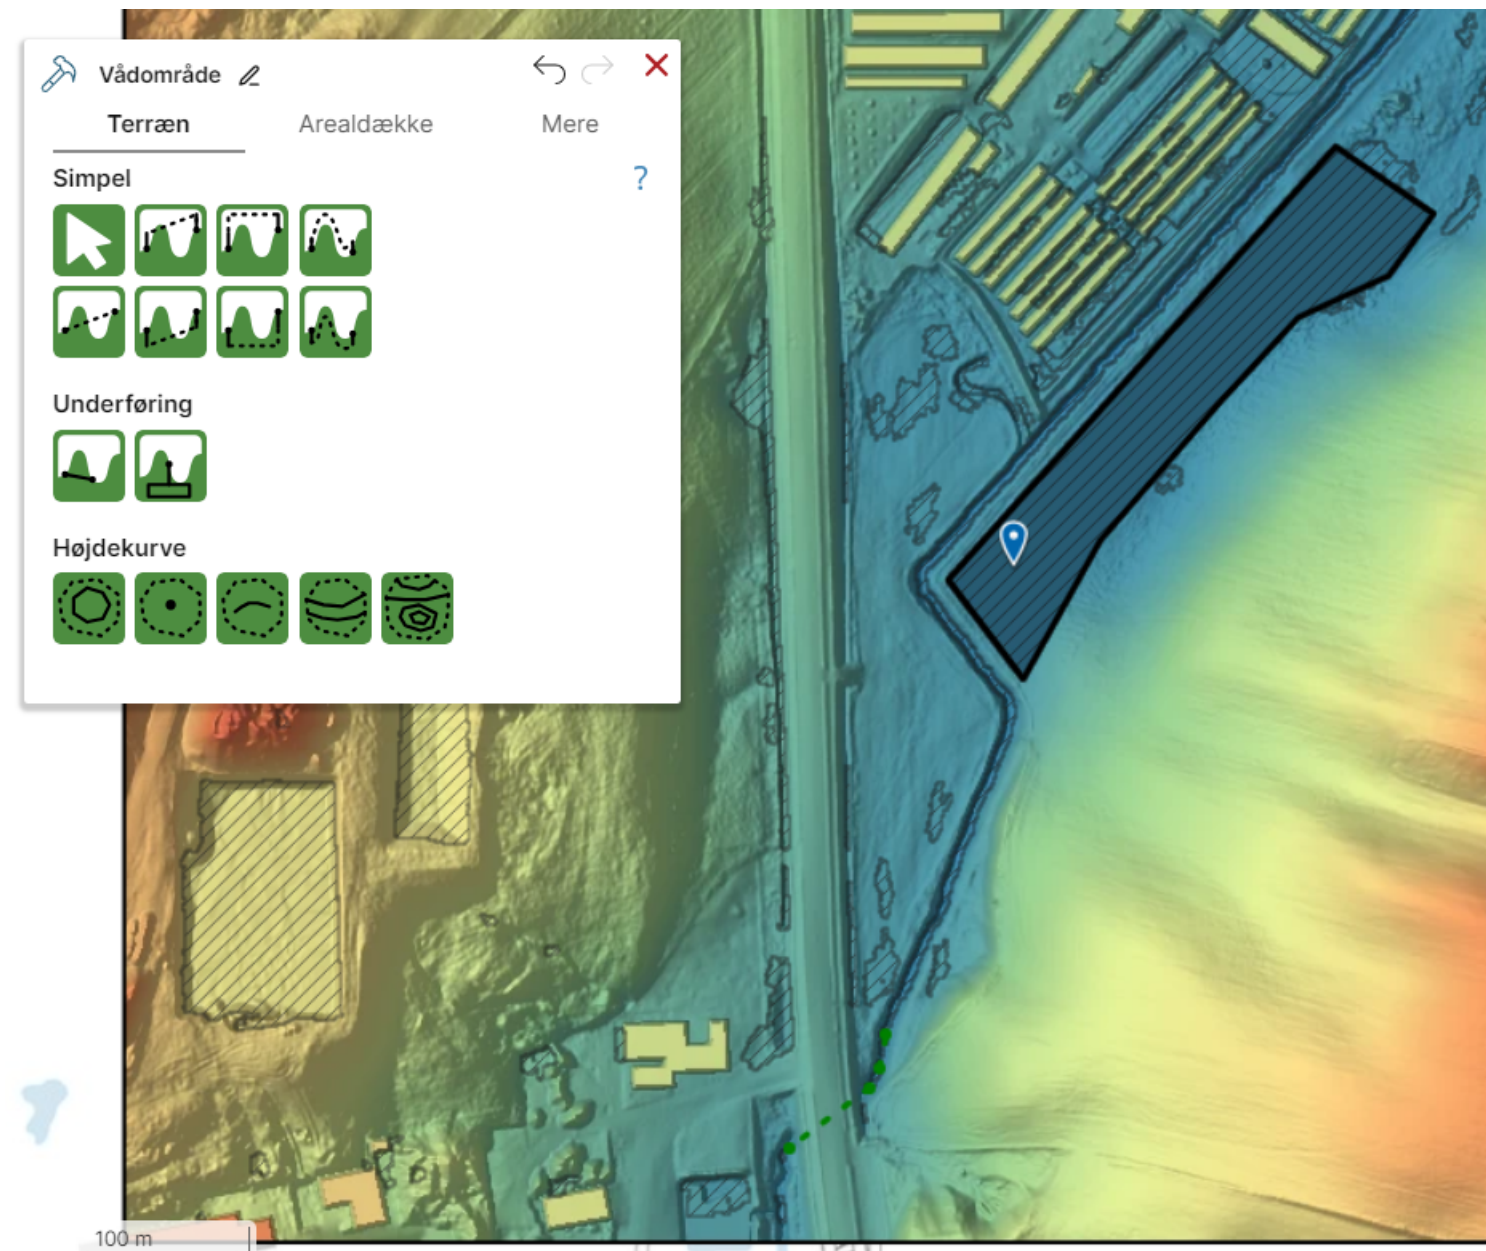 Vådområde
Terræn Arealdække Mere
Simpel ?
Underføring
Højdekurve
100 m